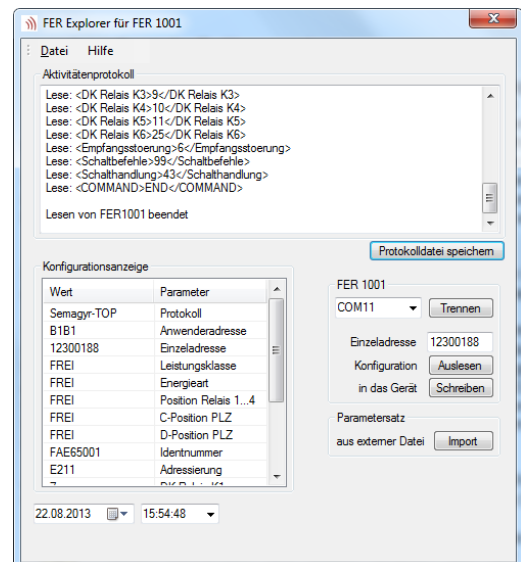 FER Explorer für FER 1001
Datei Hilfe
Aktivitätenprotokoll
Lese: <DK Relais K3>9</DK Relais K3>
Lese: <DK Relais K4>10</DK Relais K4>
Lese: <DK Relais K5>11</DK Relais K5>
Lese: <DK Relais K6>25</DK Relais K6>
Lese: <Empfangsstoerung>6</Empfangsstoerung>
Lese: <Schaltbefehle>99</Schaltbefehle>
Lese: <Schalthandlung>43</Schalthandlung>
Lese: <COMMAND>END</COMMAND>
Lesen von FER1001 beendet
Protokolldatei speichern
Konfigurationsanzeige
Wert Parameter
Semagyr-TOP Protokoll
B1B1 Anwenderadresse
12300188 Einzeladresse
FREI Leistungsklasse
FREI Energieart
FREI Position Relais 1...4
FREI C-Position PLZ
FREI D-Position PLZ
FAE65001 Identnummer
E211 Adressierung
FER 1001
COM11 Trennen
Einzeladresse 12300188
Konfiguration Auslesen
in das Gerät Schreiben
Parametersatz
aus externer Datei Import
22.08.2013 15:54:48